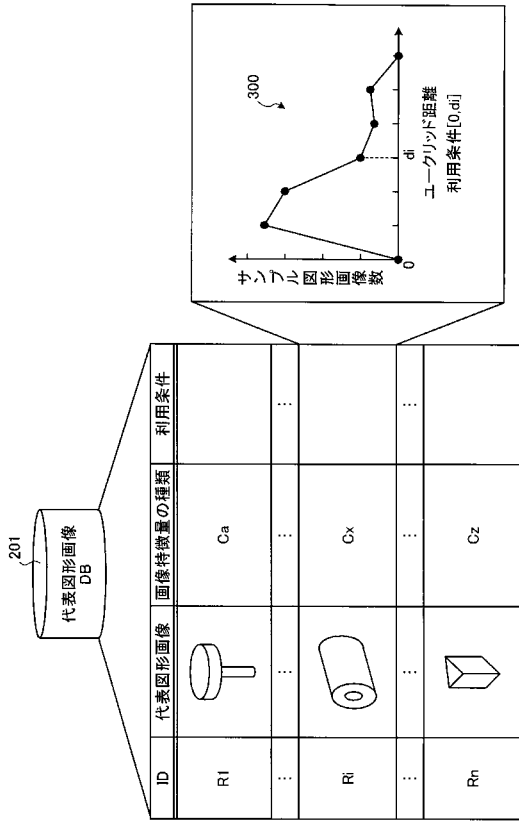 201
代表図形画像
DB
ID
代表図形画像
画像特徴量の種類
利用条件
R1
Ca
⋮
⋮
⋮
⋮
Ri
Cx
⋮
⋮
⋮
⋮
Rn
Cz
300
サンプル図形画像数
0
di
ユークリッド距離
利用条件[0,di]